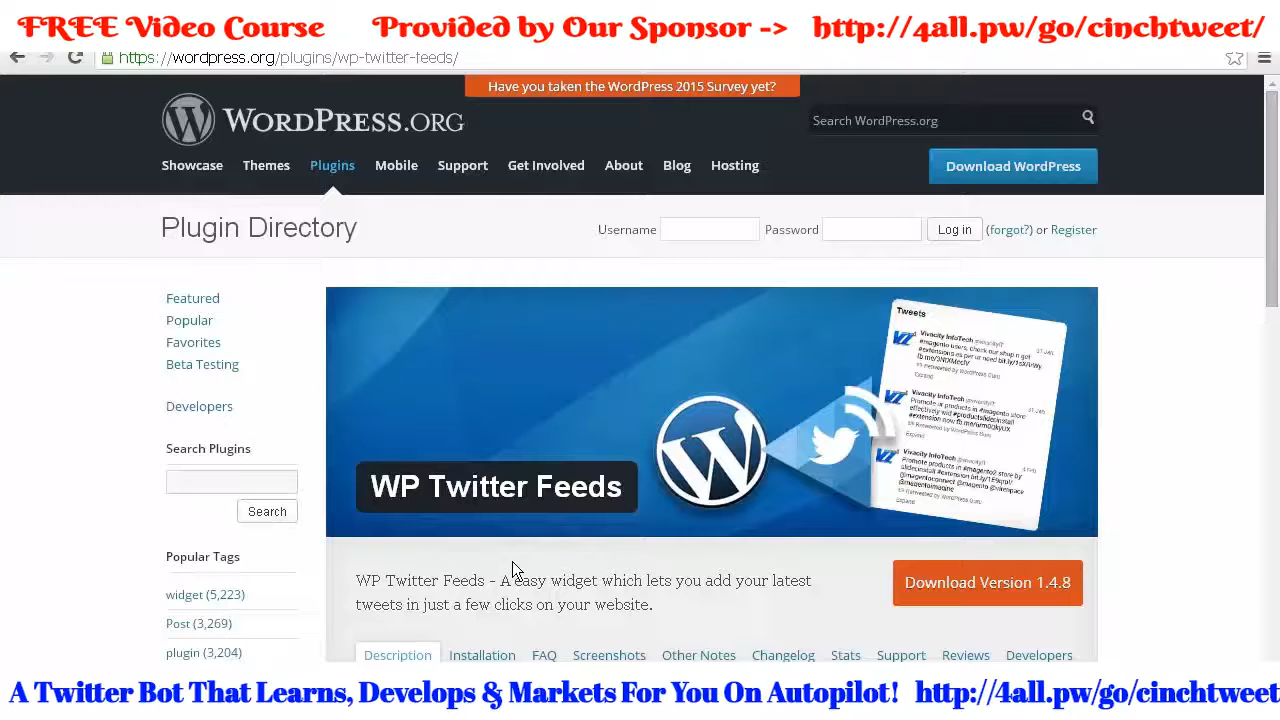 FREE Video Course Provided by Our Sponsor -> http://4all.pw/go/cinchtweet/
https://wordpress.org/plugins/wp-twitter-feeds/
Have you taken the WordPress 2015 Survey yet?
WORDPRESS.ORG
Search WordPress.org
Showcase Themes Plugins Mobile Support Get Involved About Blog Hosting
Download WordPress
Plugin Directory
Username Password Log in (forgot?) or Register
Featured
Popular
Favorites
Beta Testing
Developers
Search Plugins
Search
Popular Tags
widget (5,223)
Post (3,269)
plugin (3,204)
Tweets
Vivacity InfoTech
Vivacity InfoTech
Vivacity InfoTech
WP Twitter Feeds
WP Twitter Feeds - A easy widget which lets you add your latest
tweets in just a few clicks on your website.
Download Version 1.4.8
Description Installation FAQ Screenshots Other Notes Changelog Stats Support Reviews Developers
A Twitter Bot That Learns, Develops & Markets For You On Autopilot! http://4all.pw/go/cinchtweet